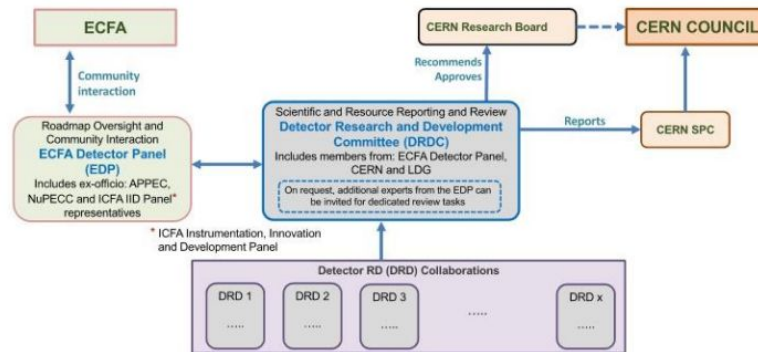 ECFA
CERN Research Board
CERN COUNCIL
Community
interaction
Recommends
Approves
Roadmap Oversight and
Community Interaction
ECFA Detector Panel
(EDP)
Includes ex-officio: APPEC,
NuPECC and ICFA IID Panel*
representatives
Scientific and Resource Reporting and Review
Detector Research and Development
Committee (DRDC)
Includes members from: ECFA Detector Panel,
CERN and LDG
On request, additional experts from the EDP can
be invited for dedicated review tasks
Reports
CERN SPC
* ICFA Instrumentation, Innovation
and Development Panel
Detector RD (DRD) Collaborations
DRD 1
.....
DRD 2
.....
DRD 3
.....
.....
DRD x
.....